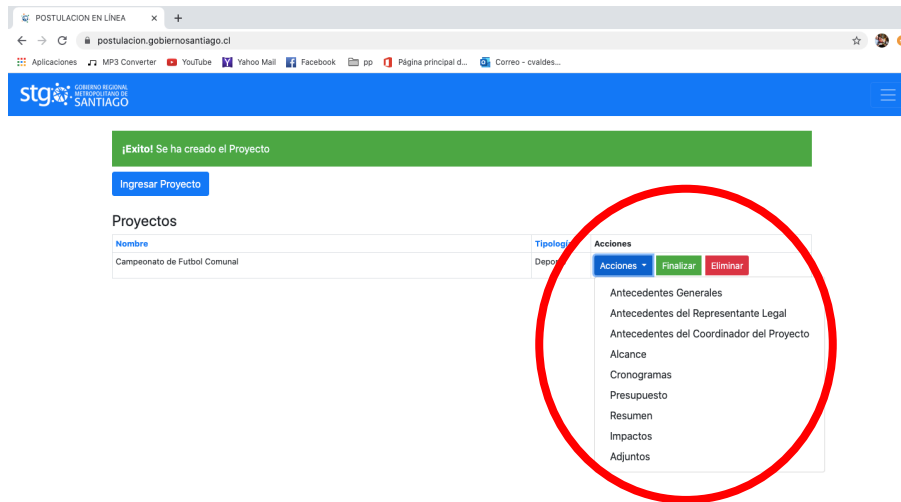 POSTULACION EN LÍNEA
postulacion.gobiernosantiago.cl
Aplicaciones MP3 Converter YouTube Yahoo Mail Facebook pp Página principal d... Correo - cvaldes...
stg GOBIERNO REGIONAL
METROPOLITANO DE
SANTIAGO
¡Exito! Se ha creado el Proyecto
Ingresar Proyecto
Proyectos
Nombre Tipología Acciones
Campeonato de Futbol Comunal Depor Acciones Finalizar Eliminar
Antecedentes Generales
Antecedentes del Representante Legal
Antecedentes del Coordinador del Proyecto
Alcance
Cronogramas
Presupuesto
Resumen
Impactos
Adjuntos